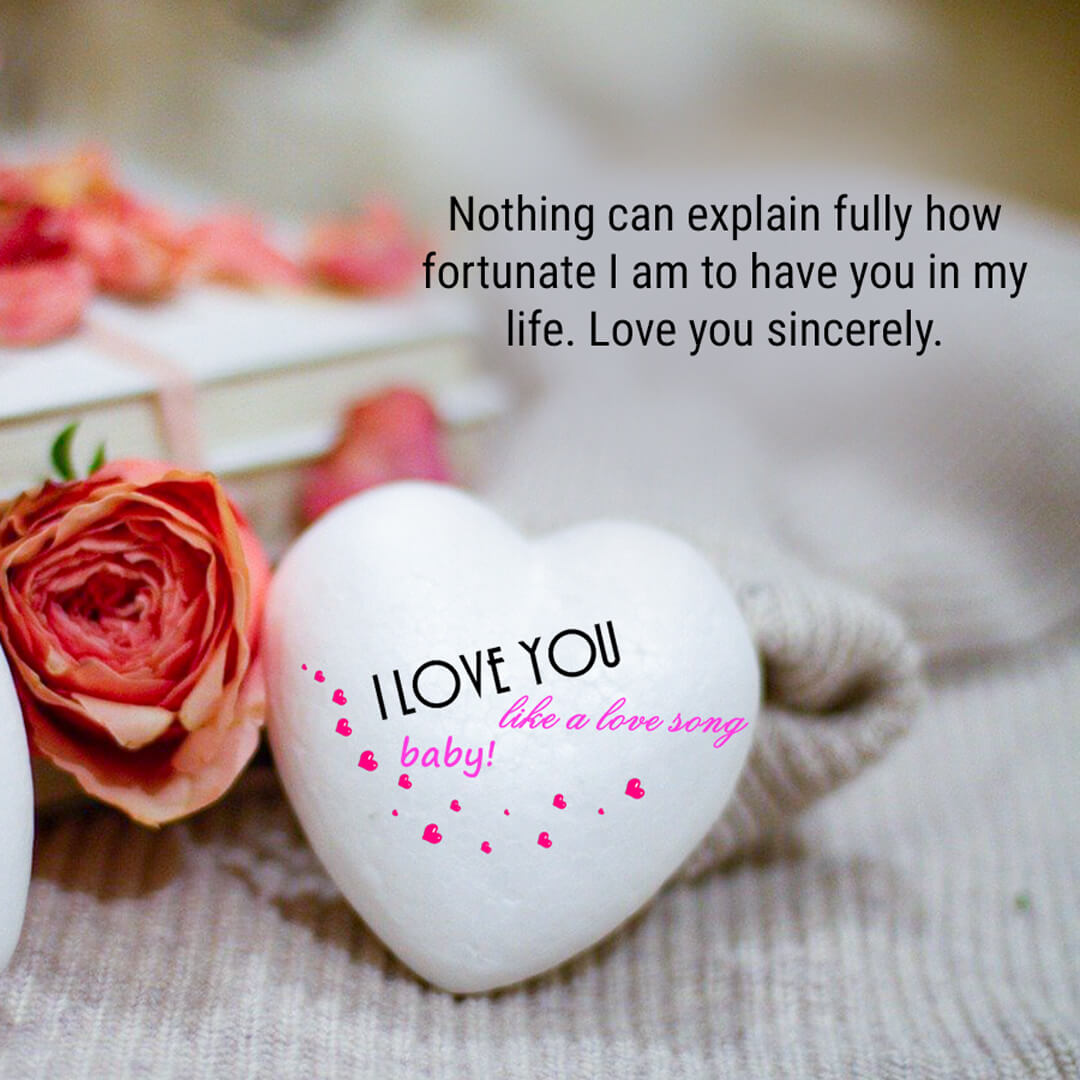 Nothing can explain fully how
fortunate I am to have you in my
life. Love you sincerely.
I LOVE YOU
like a love song
baby!